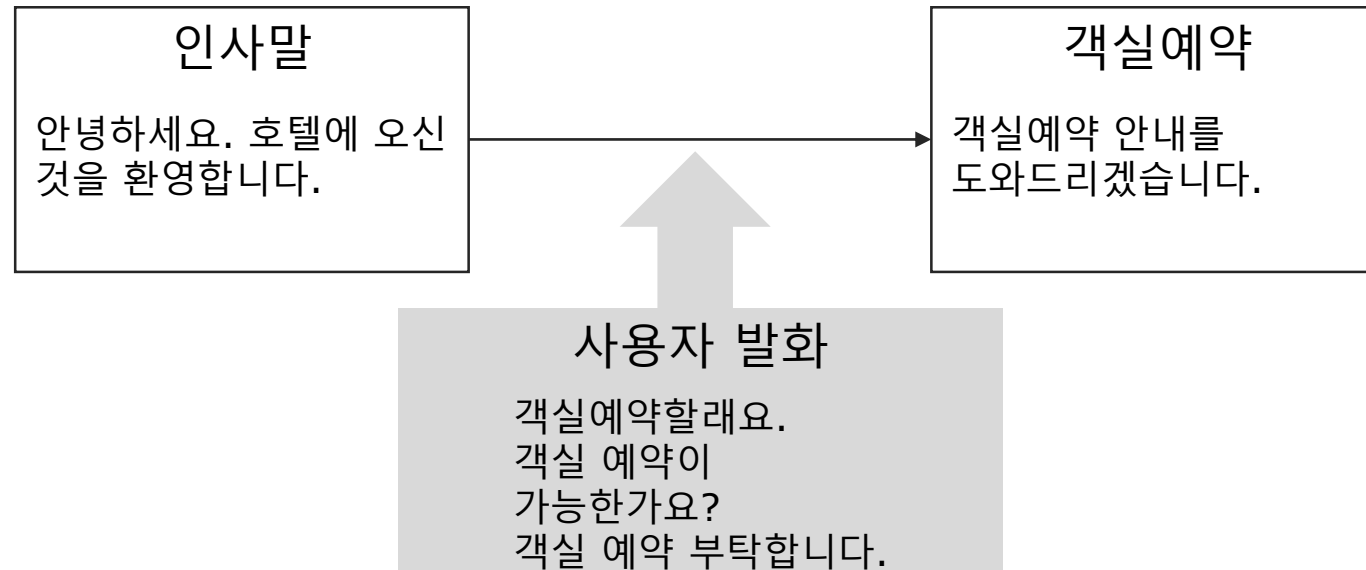 인사말
안녕하세요. 호텔에 오신
것을 환영합니다.
객실예약
객실예약 안내를
도와드리겠습니다.
사용자 발화
객실예약할래요.
객실 예약이
가능한가요?
객실 예약 부탁합니다.